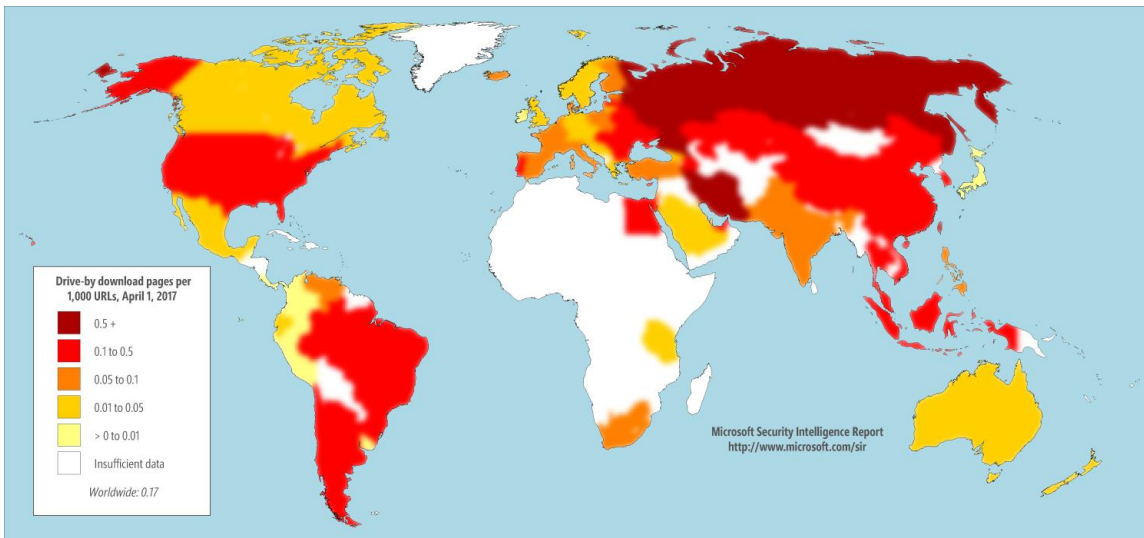 Drive-by download pages per
1,000 URLs, April 1, 2017
0.5 +
0.1 to 0.5
0.05 to 0.1
0.01 to 0.05
> 0 to 0.01
Insufficient data
Worldwide: 0.17
Microsoft Security Intelligence Report
http://www.microsoft.com/sir